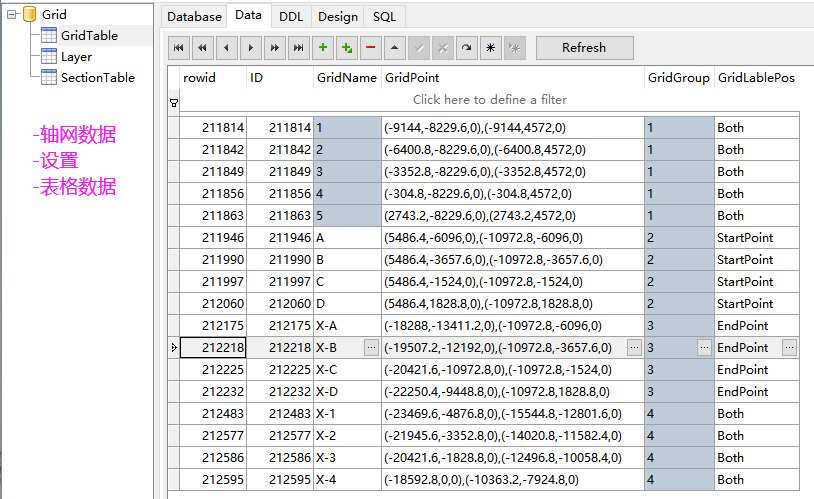 Grid
GridTable
Layer
SectionTable
-轴网数据
-设置
-表格数据
Database Data DDL Design SQL
Refresh
rowid ID GridName GridPoint GridGroup GridLablePos
Click here to define a filter
211814 211814 1 (-9144,-8229.6,0),(-9144,4572,0) 1 Both
211842 211842 2 (-6400.8,-8229.6,0),(-6400.8,4572,0) 1 Both
211849 211849 3 (-3352.8,-8229.6,0),(-3352.8,4572,0) 1 Both
211856 211856 4 (-304.8,-8229.6,0),(-304.8,4572,0) 1 Both
211863 211863 5 (2743.2,-8229.6,0),(2743.2,4572,0) 1 Both
211946 211946 A (5486.4,-6096,0),(-10972.8,-6096,0) 2 StartPoint
211990 211990 B (5486.4,-3657.6,0),(-10972.8,-3657.6,0) 2 StartPoint
211997 211997 C (5486.4,-1524,0),(-10972.8,-1524,0) 2 StartPoint
212060 212060 D (5486.4,1828.8,0),(-10972.8,1828.8,0) 2 StartPoint
212175 212175 X-A (-18288,-13411.2,0),(-10972.8,-6096,0) 3 EndPoint
212218 212218 X-B ... (-19507.2,-12192,0),(-10972.8,-3657.6,0) ... 3 ... EndPoint ...
212225 212225 X-C (-20421.6,-10972.8,0),(-10972.8,-1524,0) 3 EndPoint
212232 212232 X-D (-22250.4,-9448.8,0),(-10972.8,1828.8,0) 3 EndPoint
212483 212483 X-1 (-23469.6,-4876.8,0),(-15544.8,-12801.6,0) 4 Both
212577 212577 X-2 (-21945.6,-3352.8,0),(-14020.8,-11582.4,0) 4 Both
212586 212586 X-3 (-20421.6,-1828.8,0),(-12496.8,-10058.4,0) 4 Both
212595 212595 X-4 (-18592.8,0,0),(-10363.2,-7924.8,0) 4 Both